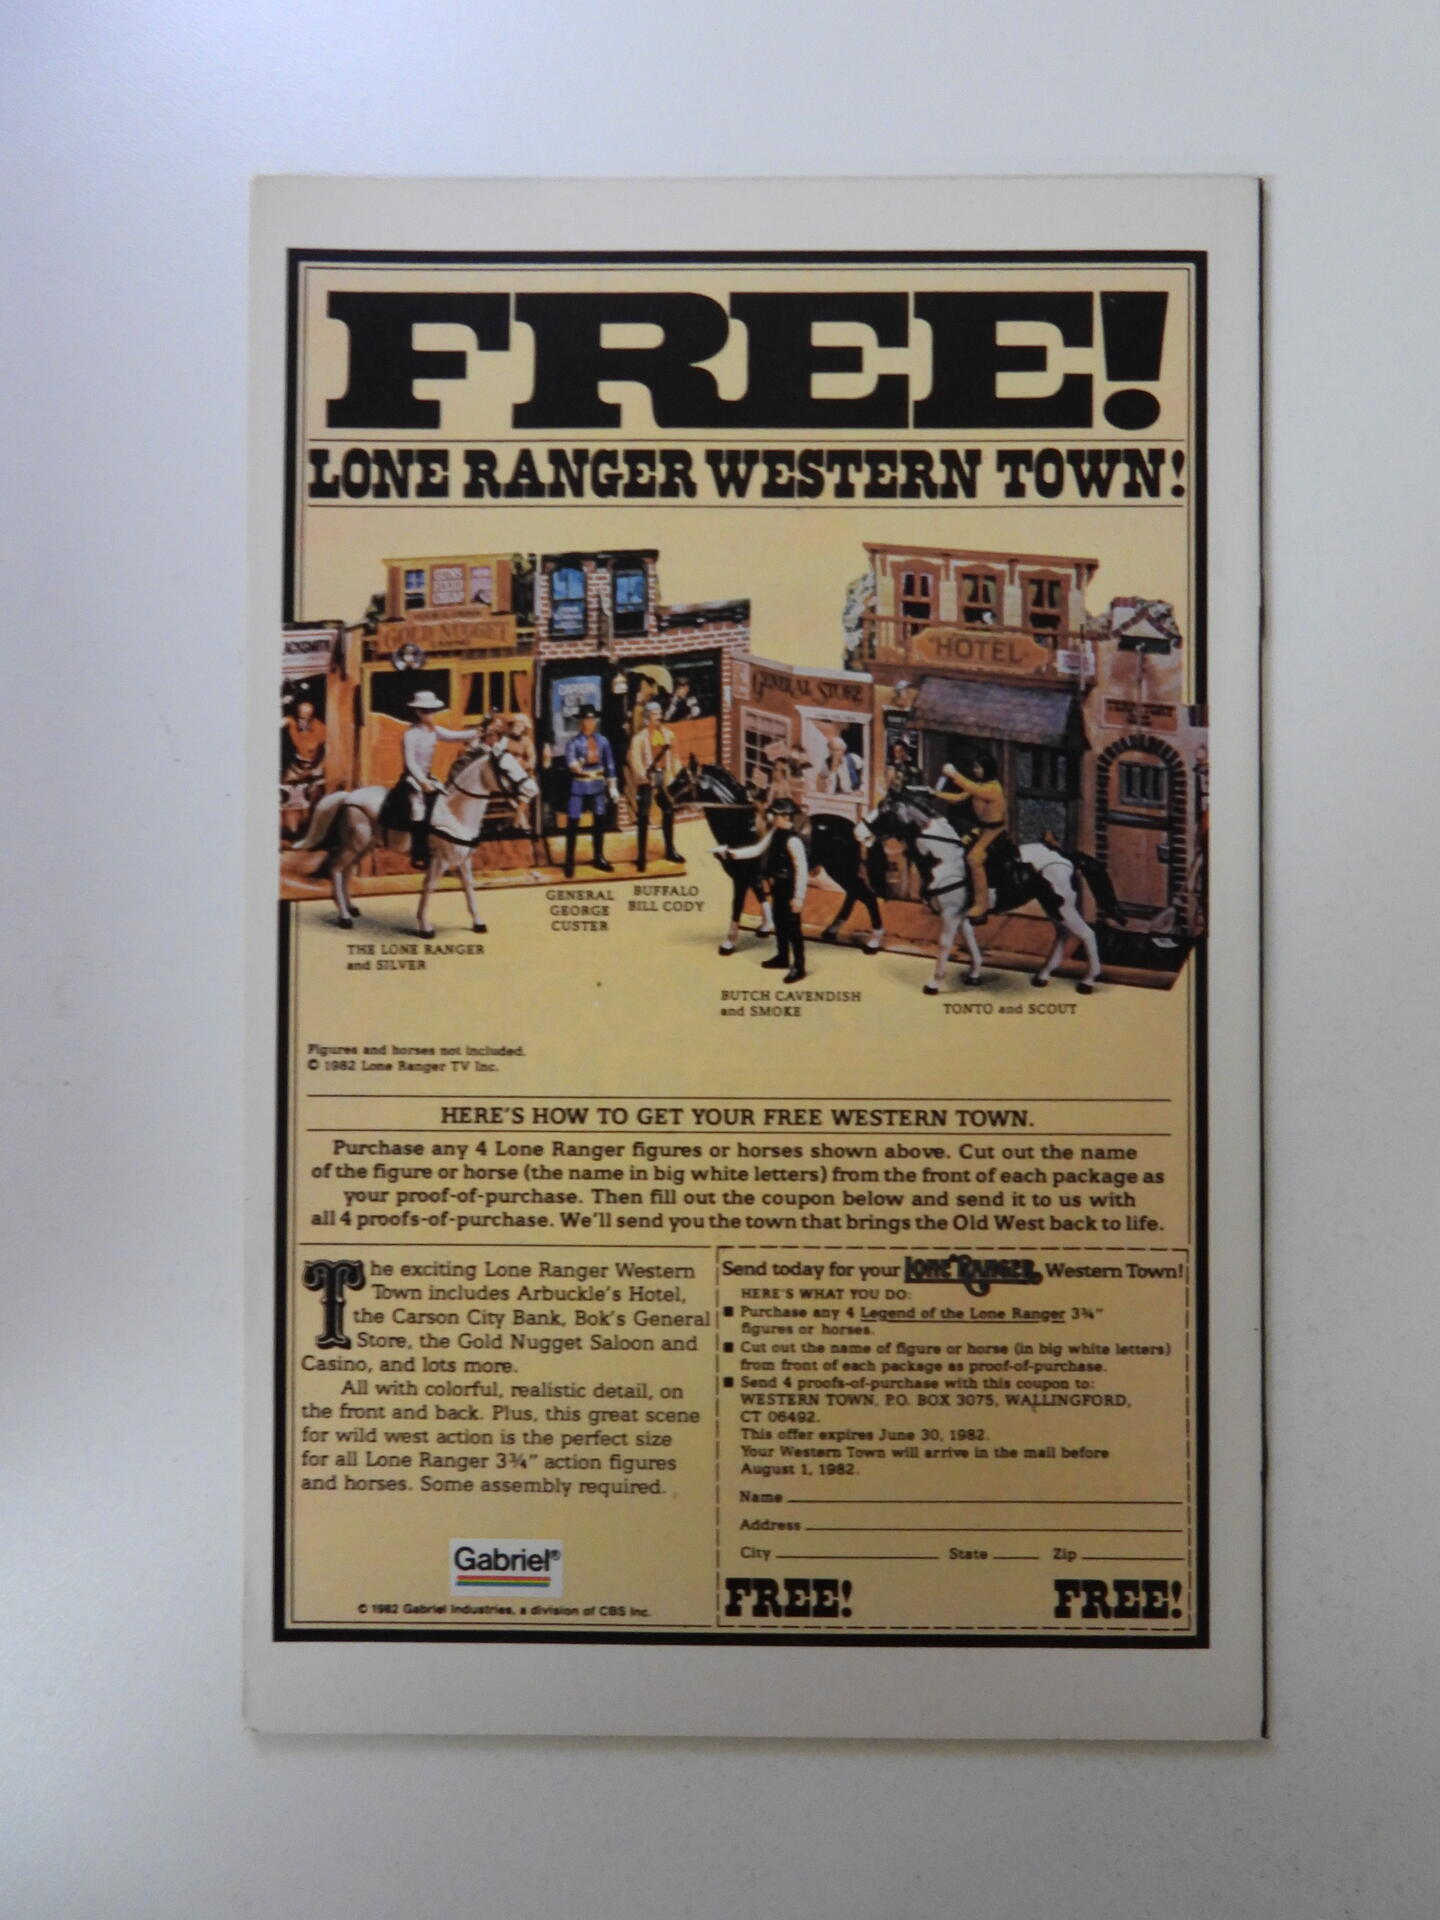 FREE!
LONE RANGER WESTERN TOWN!
GUNS
GOLD NUGGET
GENERAL STORE
HOTEL
THE LONE RANGER
and SILVER
GENERAL
GEORGE
CUSTER
BUFFALO
BILL CODY
BUTCH CAVENDISH
and SMOKE
TONTO and SCOUT
Figures and horses not included.
© 1982 Lone Ranger TV Inc.
HERE'S HOW TO GET YOUR FREE WESTERN TOWN.
Purchase any 4 Lone Ranger figures or horses shown above. Cut out the name
of the figure or horse (the name in big white letters) from the front of each package as
your proof-of-purchase. Then fill out the coupon below and send it to us with
all 4 proofs-of-purchase. We'll send you the town that brings the Old West back to life.
The exciting Lone Ranger Western
Town includes Arbuckle's Hotel,
the Carson City Bank, Bok's General
Store, the Gold Nugget Saloon and
Casino, and lots more.
All with colorful, realistic detail, on
the front and back. Plus, this great scene
for wild west action is the perfect size
for all Lone Ranger 3¾" action figures
and horses. Some assembly required.
Gabriel®
© 1982 Gabriel Industries, a division of CBS Inc.
Send today for your LONE RANGER Western Town!
HERE'S WHAT YOU DO:
■ Purchase any 4 Legend of the Lone Ranger 3¾"
figures or horses.
■ Cut out the name of figure or horse (in big white letters)
from front of each package as proof-of-purchase.
■ Send 4 proofs-of-purchase with this coupon to:
WESTERN TOWN, P.O. BOX 3075, WALLINGFORD,
CT 06492.
This offer expires June 30, 1982.
Your Western Town will arrive in the mail before
August 1, 1982.
Name
Address
City State Zip
FREE! FREE!